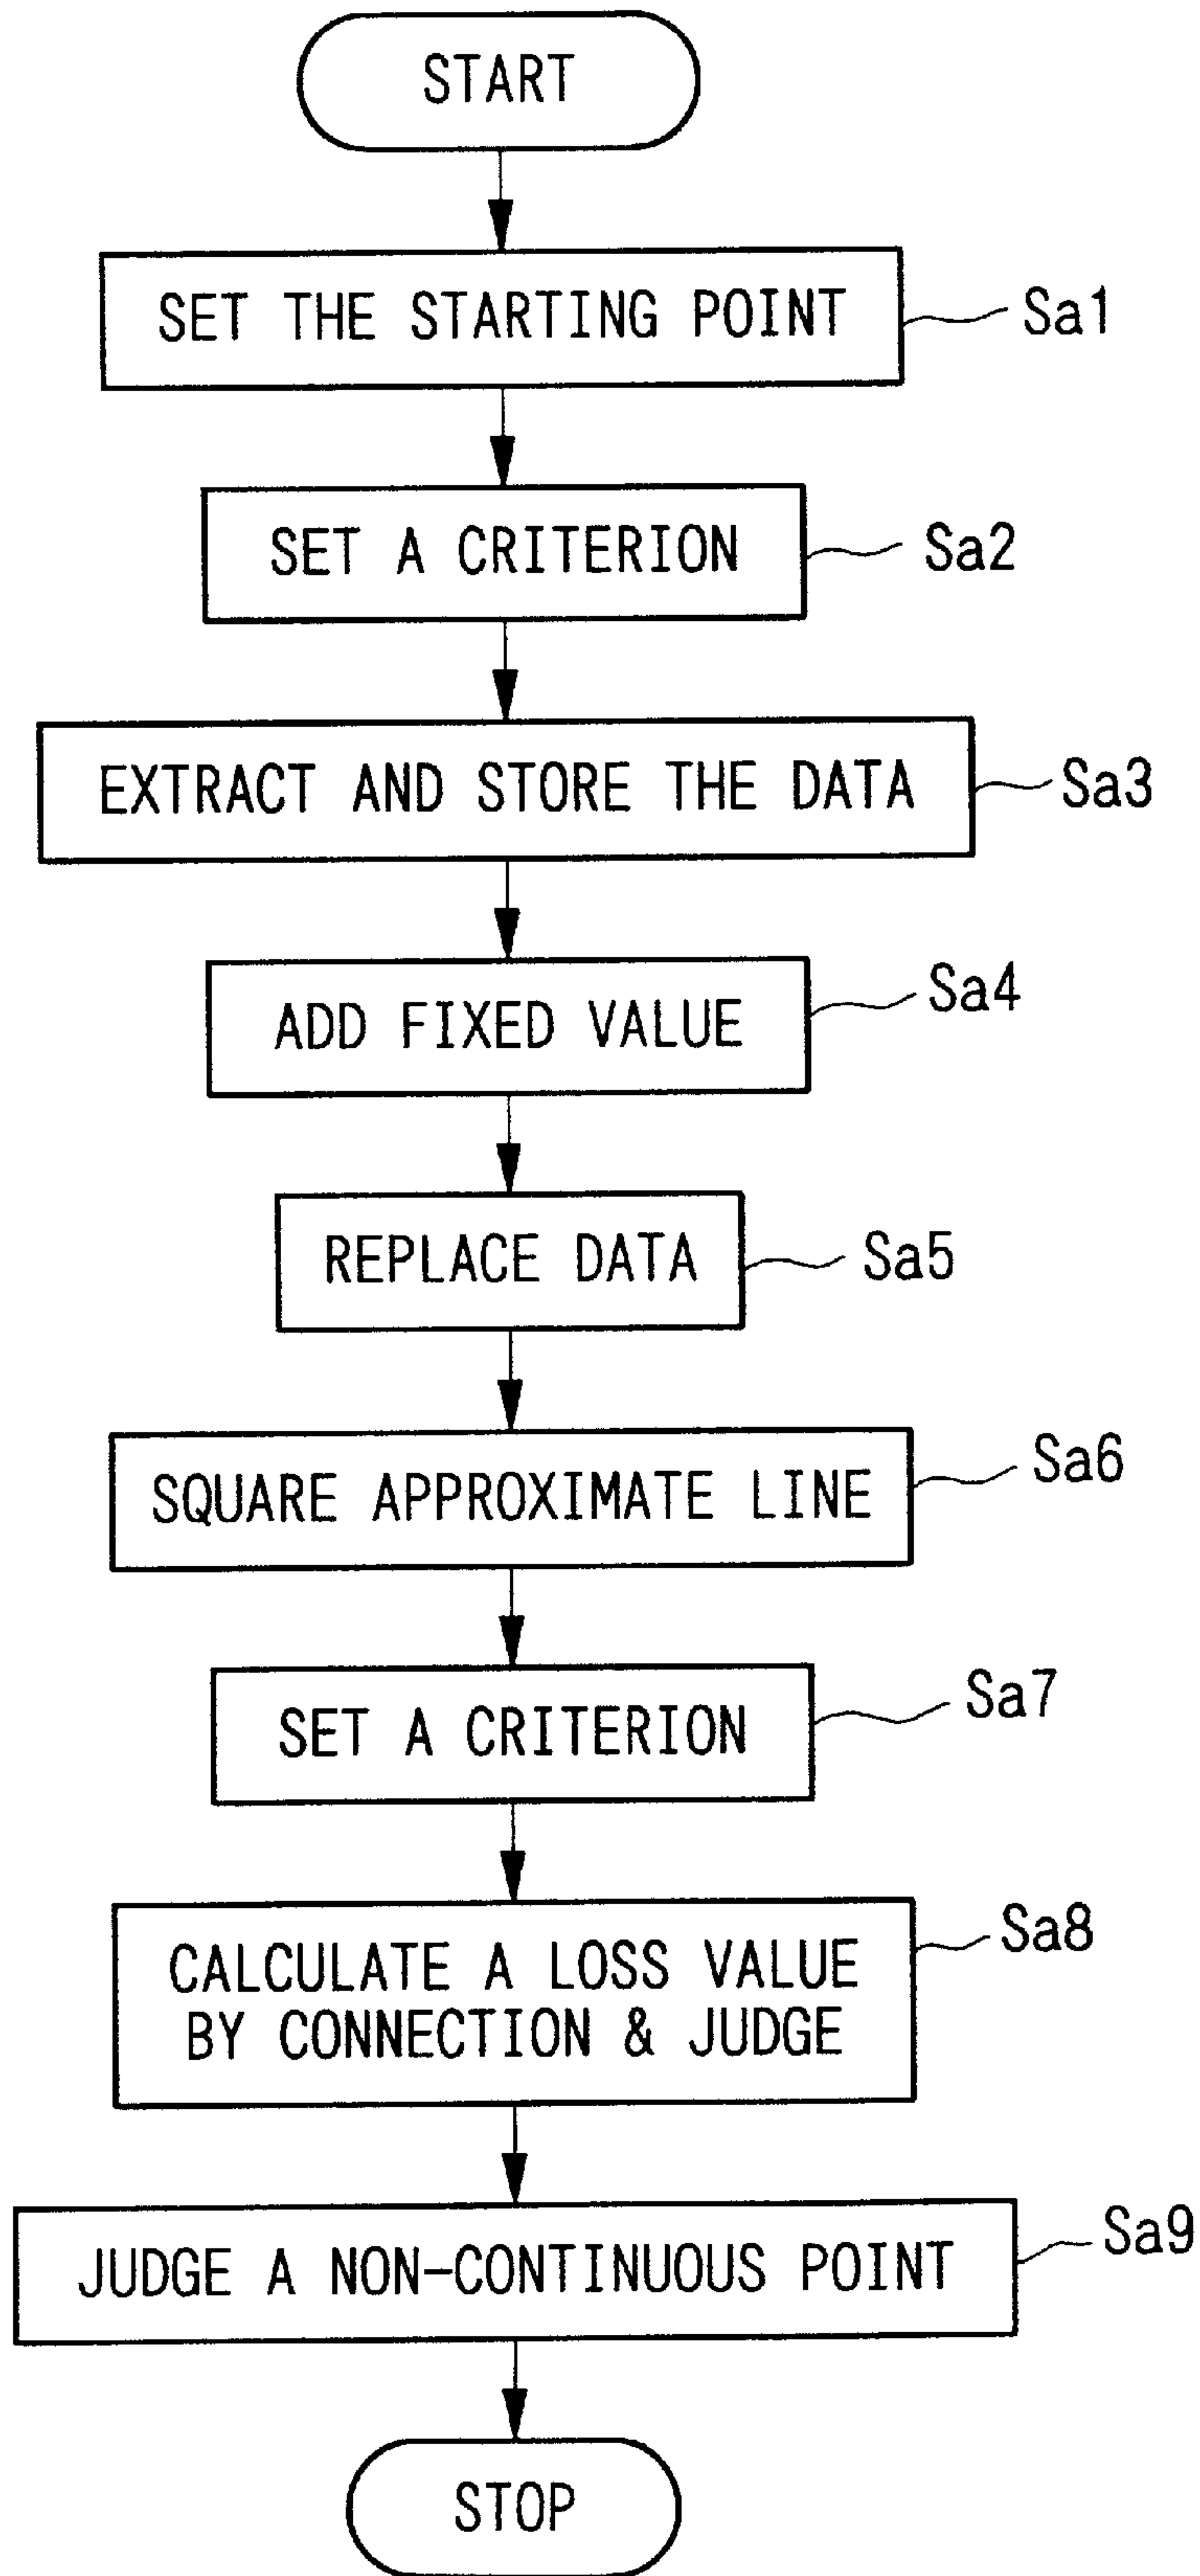 START
SET THE STARTING POINT
Sa1
SET A CRITERION
Sa2
EXTRACT AND STORE THE DATA
Sa3
ADD FIXED VALUE
Sa4
REPLACE DATA
Sa5
SQUARE APPROXIMATE LINE
Sa6
SET A CRITERION
Sa7
CALCULATE A LOSS VALUE
BY CONNECTION & JUDGE
Sa8
JUDGE A NON-CONTINUOUS POINT
Sa9
STOP